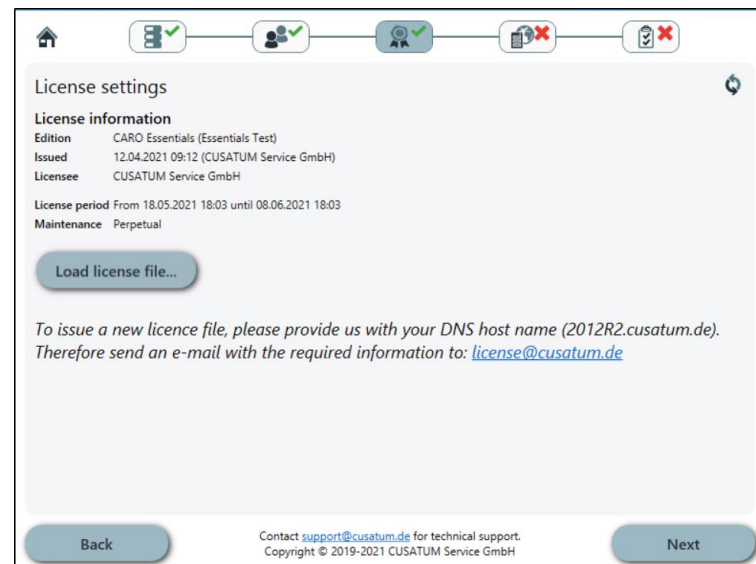 License settings
License information
Edition CARO Essentials (Essentials Test)
Issued 12.04.2021 09:12 (CUSATUM Service GmbH)
Licensee CUSATUM Service GmbH
License period From 18.05.2021 18:03 until 08.06.2021 18:03
Maintenance Perpetual
Load license file...
To issue a new licence file, please provide us with your DNS host name (2012R2.cusatum.de).
Therefore send an e-mail with the required information to: license@cusatum.de
Back
Contact support@cusatum.de for technical support.
Copyright © 2019-2021 CUSATUM Service GmbH
Next